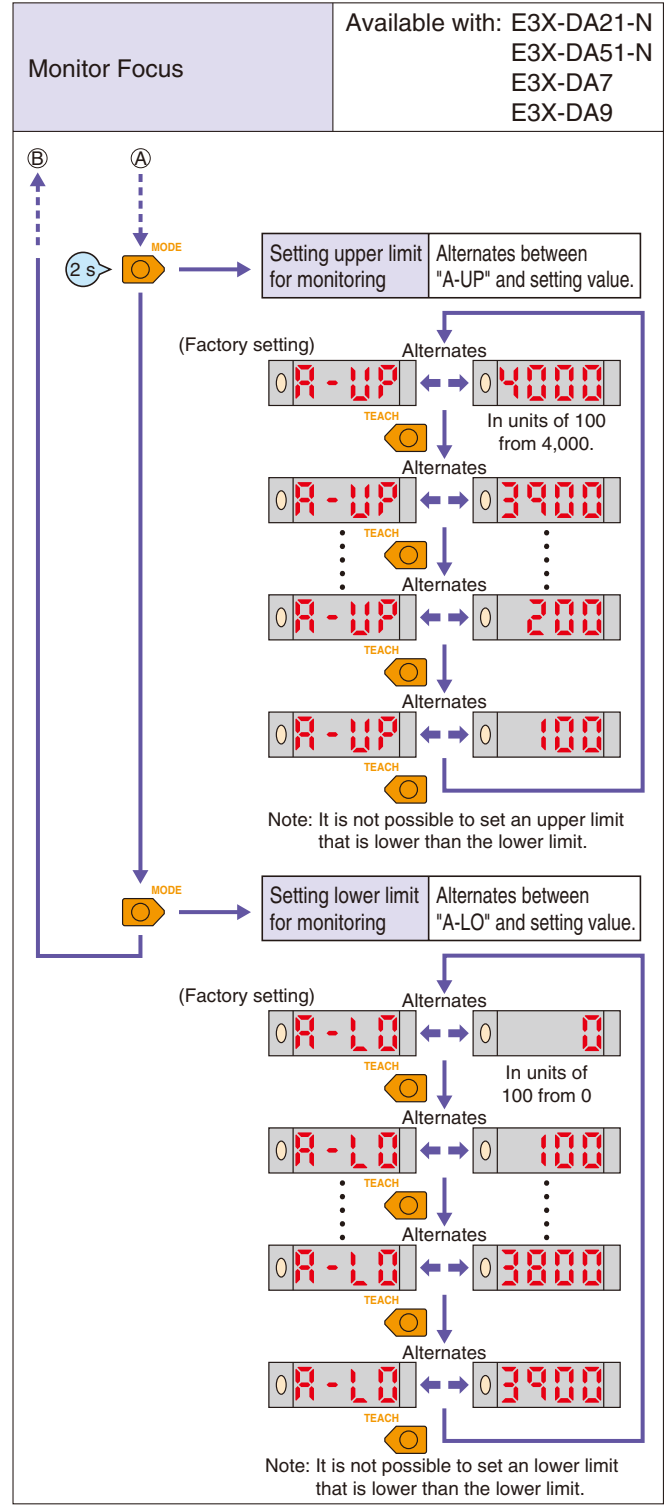 Monitor Focus
Available with: E3X-DA21-N
E3X-DA51-N
E3X-DA7
E3X-DA9
Ⓑ
Ⓐ
2 s
MODE
Setting upper limit
for monitoring
Alternates between
"A-UP" and setting value.
(Factory setting)
Alternates
A-UP
4000
TEACH
In units of 100
from 4,000.
Alternates
A-UP
3900
TEACH
Alternates
A-UP
200
TEACH
Alternates
A-UP
100
TEACH
Note: It is not possible to set an upper limit
that is lower than the lower limit.
MODE
Setting lower limit
for monitoring
Alternates between
"A-LO" and setting value.
(Factory setting)
Alternates
A-LO
0
TEACH
In units of
100 from 0
Alternates
A-LO
100
TEACH
Alternates
A-LO
3800
TEACH
Alternates
A-LO
3900
TEACH
Note: It is not possible to set an lower limit
that is lower than the lower limit.